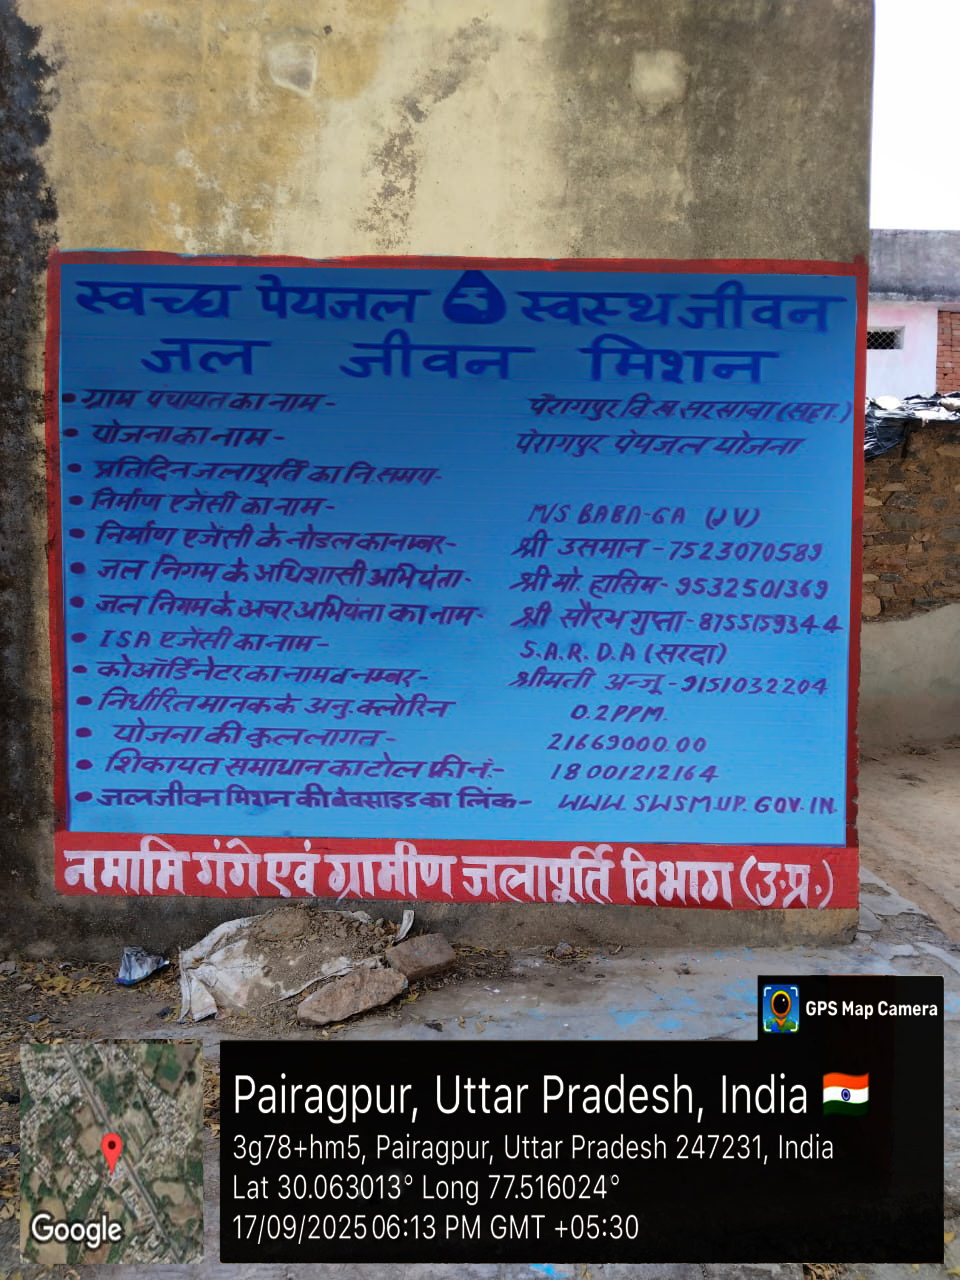 स्वच्छ पेयजल स्वस्थ जीवन
जल जीवन मिशन
• ग्राम पंचायत का नाम - पैरागपुर वि.ख. सरसावा (सहा.)
• योजना का नाम - पैरागपुर पेयजल योजना
• प्रतिदिन जलापूर्ति का नि. समय-
• निर्माण एजेंसी का नाम- M/S BABA-GA (JV)
• निर्माण एजेंसी के नोडल का नम्बर- श्री उसमान - 7523070589
• जल निगम के अधिशासी अभियंता- श्री मो. हासिम - 9532501369
• जल निगम के अवर अभियंता का नाम- श्री सौरभ गुप्ता - 8755159344
• ISA एजेंसी का नाम- S.A.R.D.A (सरदा)
• कोऑर्डिनेटर का नाम व नम्बर- श्रीमती अन्जू - 9151032204
• निर्धारित मानक के अनु. क्लोरिन 0.2PPM.
• योजना की कुल लागत - 21669000.00
• शिकायत समाधान का टोल फ्री नं.- 18001212164
• जल जीवन मिशन की वेबसाइड का लिंक- WWW.SWSMUP.GOV.IN
नमामि गंगे एवं ग्रामीण जलापूर्ति विभाग (उ.प्र.)
GPS Map Camera
Pairagpur, Uttar Pradesh, India
3g78+hm5, Pairagpur, Uttar Pradesh 247231, India
Lat 30.063013° Long 77.516024°
17/09/2025 06:13 PM GMT +05:30
Google